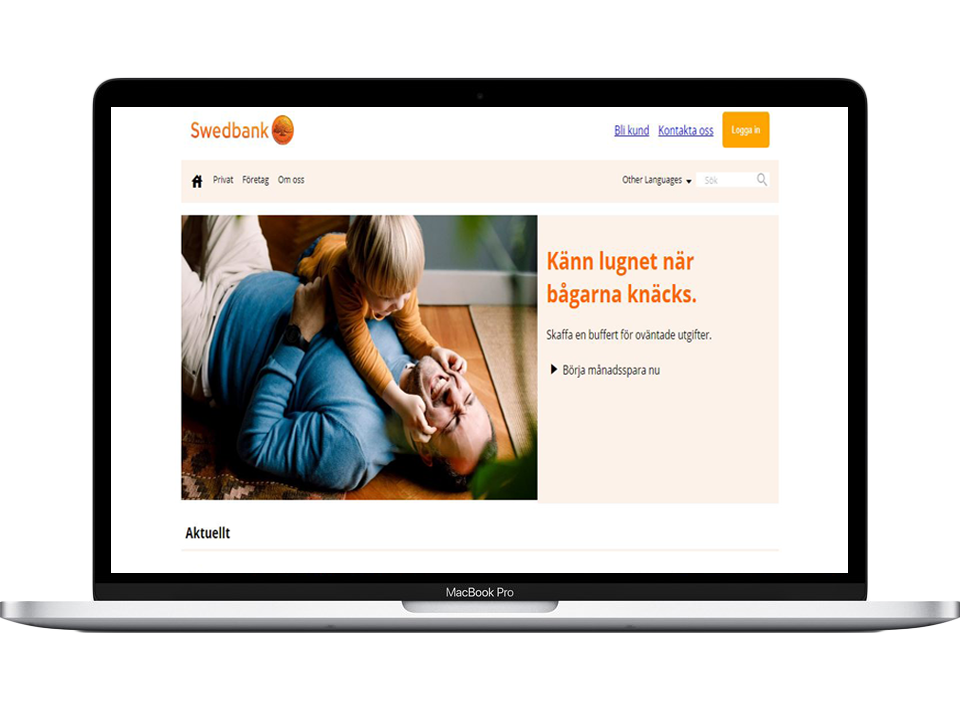 Swedbank
Bli kund Kontakta oss Logga in
Privat Företag Om oss Other Languages Sök
Känn lugnet när
bågarna knäcks.
Skaffa en buffert för oväntade utgifter.
Börja månadsspara nu
Aktuellt
MacBook Pro